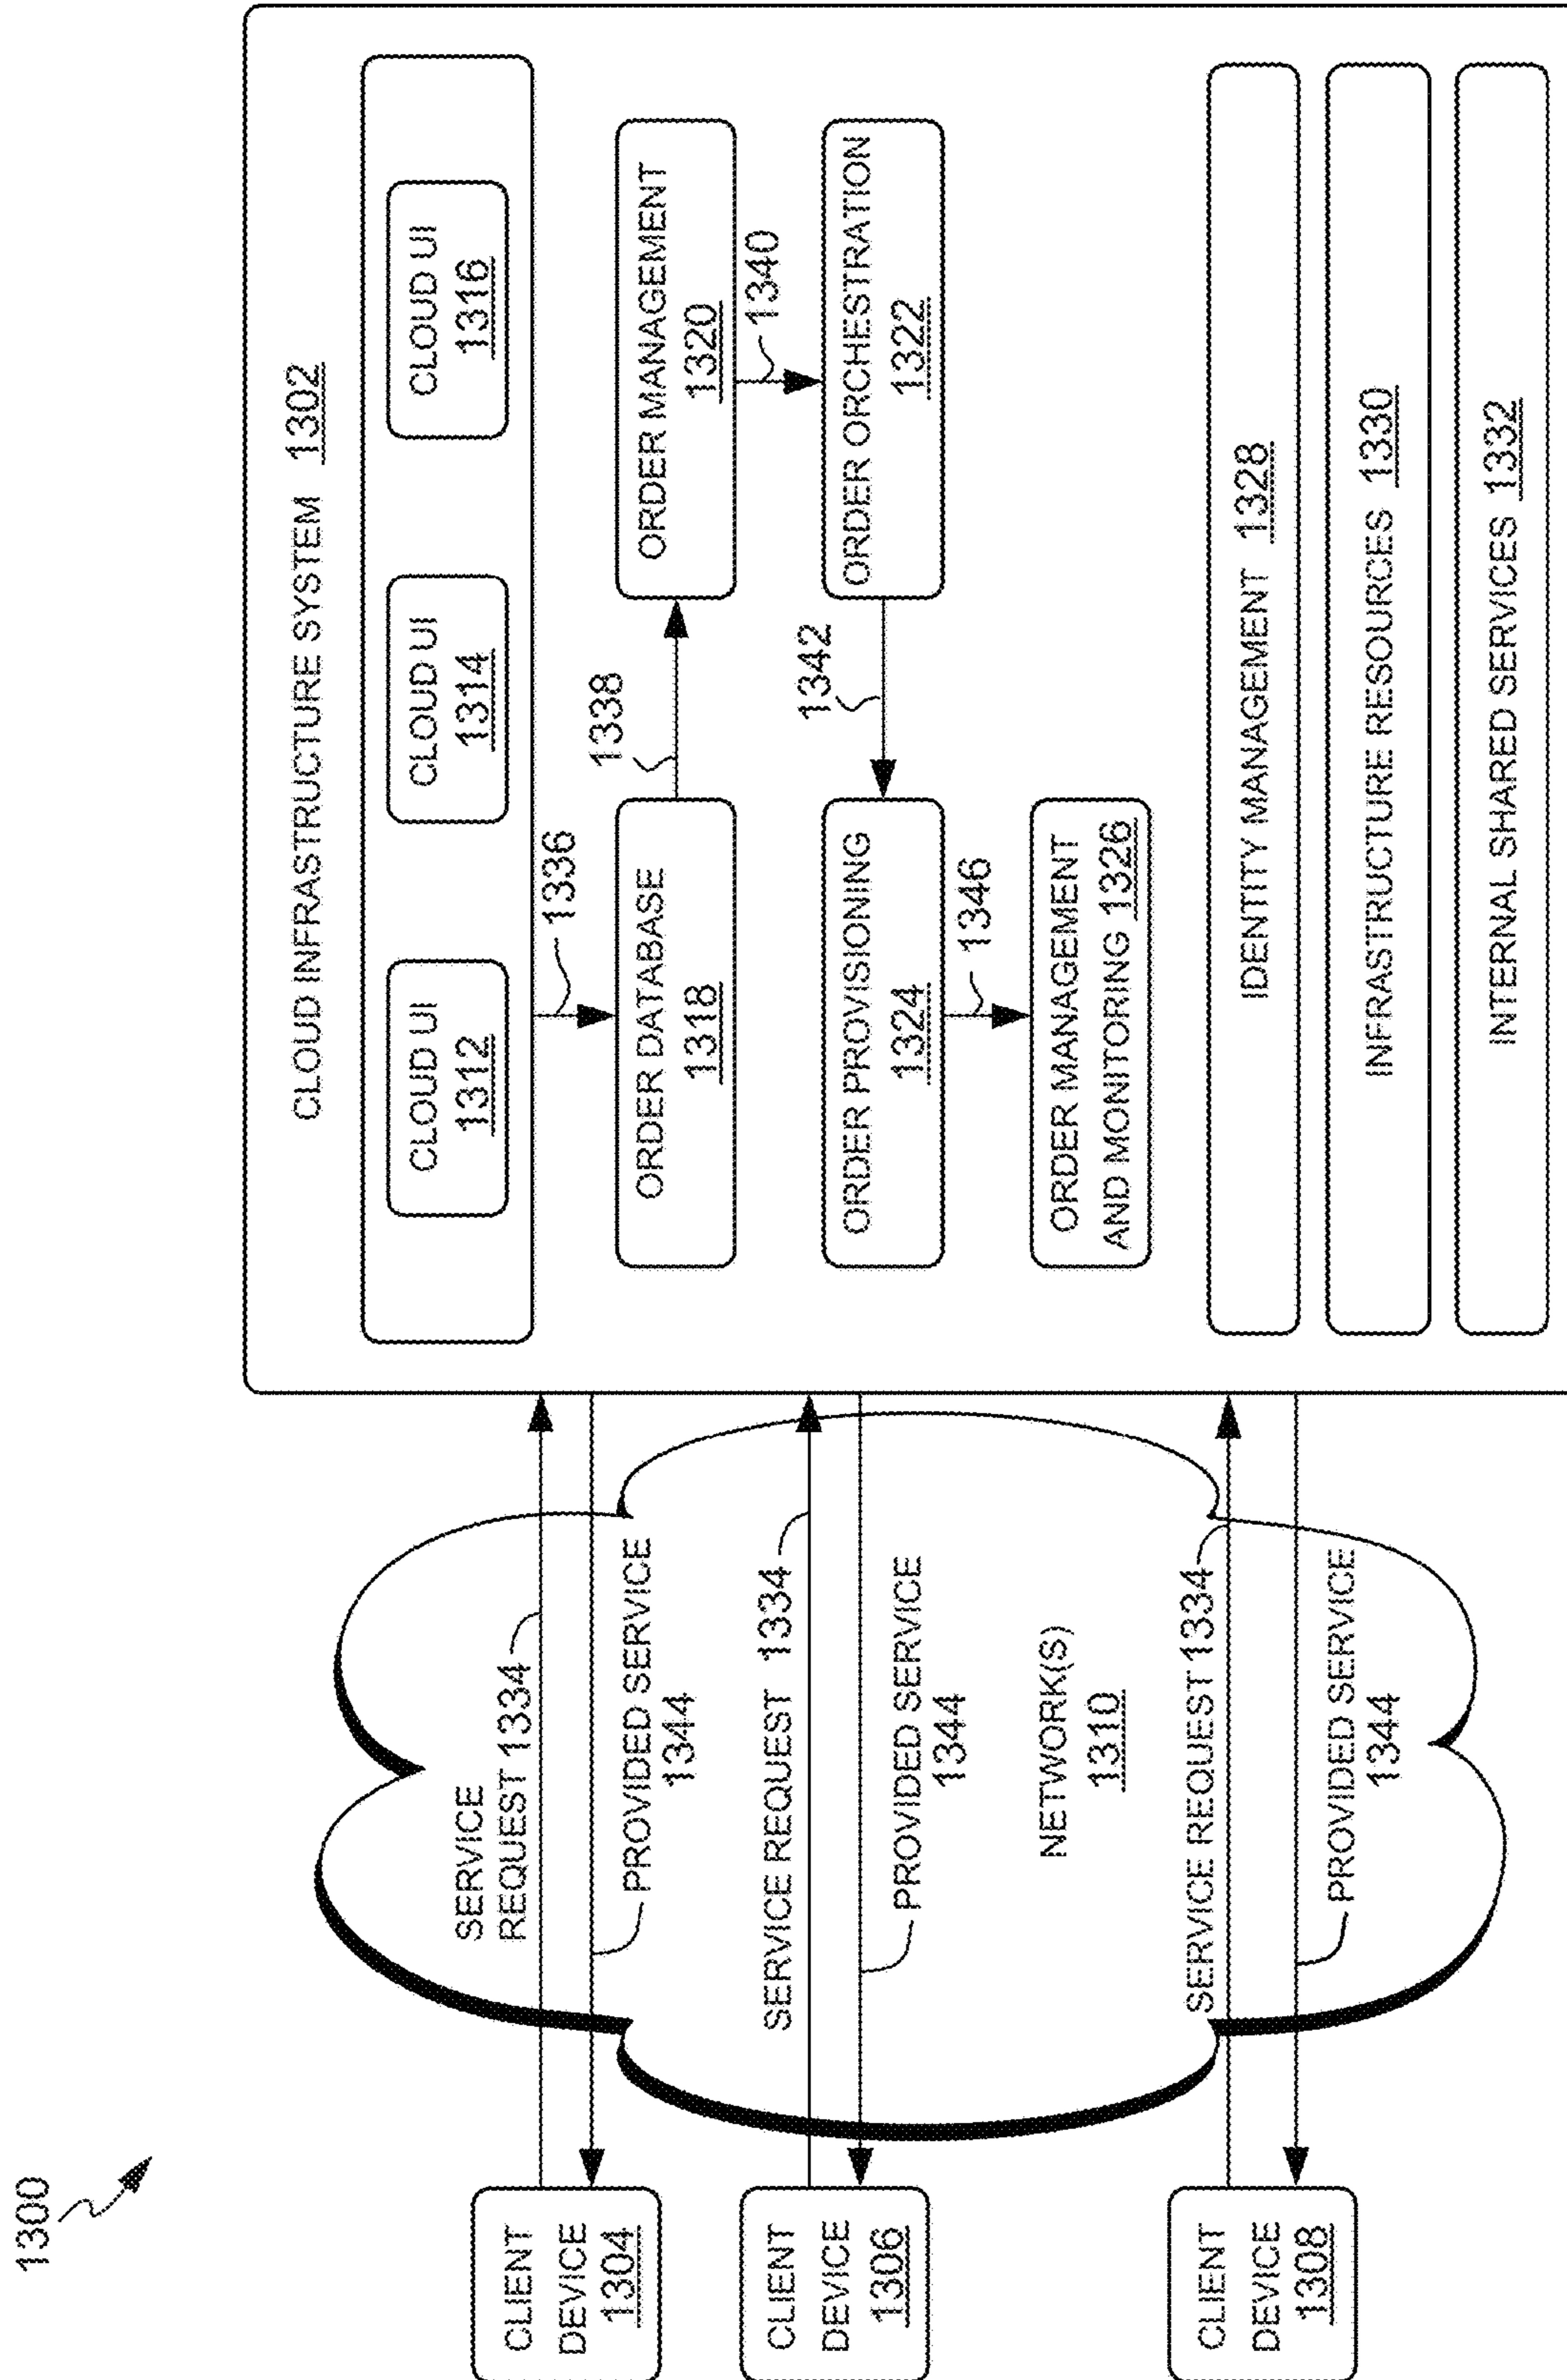 1300
CLIENT
DEVICE
1304
CLIENT
DEVICE
1306
CLIENT
DEVICE
1308
SERVICE
REQUEST 1334
PROVIDED SERVICE
1344
SERVICE REQUEST 1334
PROVIDED SERVICE
1344
NETWORK(S)
1310
SERVICE REQUEST 1334
PROVIDED SERVICE
1344
CLOUD INFRASTRUCTURE SYSTEM 1302
CLOUD UI
1312
CLOUD UI
1314
CLOUD UI
1316
1336
ORDER DATABASE
1318
1338
ORDER MANAGEMENT
1320
1340
ORDER PROVISIONING
1324
1342
ORDER ORCHESTRATION
1322
1346
ORDER MANAGEMENT
AND MONITORING 1326
IDENTITY MANAGEMENT 1328
INFRASTRUCTURE RESOURCES 1330
INTERNAL SHARED SERVICES 1332